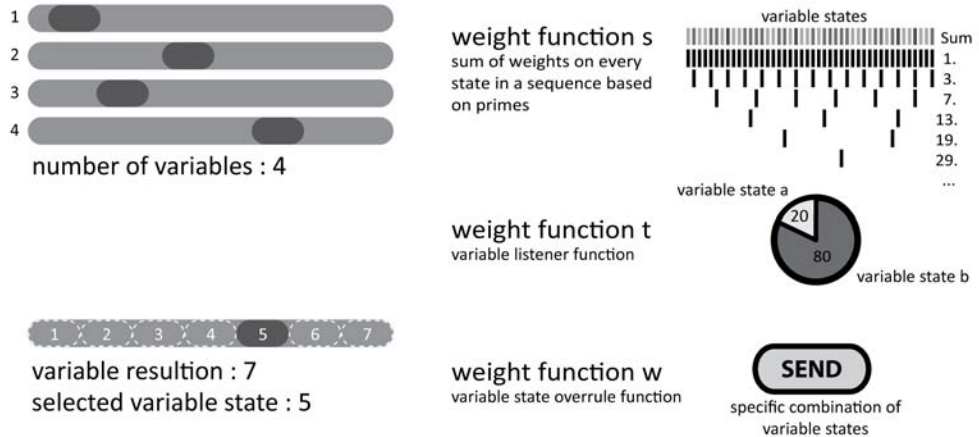 1
2
3
4
number of variables : 4
1 2 3 4 5 6 7
variable resultion : 7
selected variable state : 5
weight function s
sum of weights on every
state in a sequence based
on primes
variable states
Sum
1.
3.
7.
13.
19.
29.
...
weight function t
variable listener function
variable state a
20
80
variable state b
weight function w
variable state overrule function
SEND
specific combination of
variable states